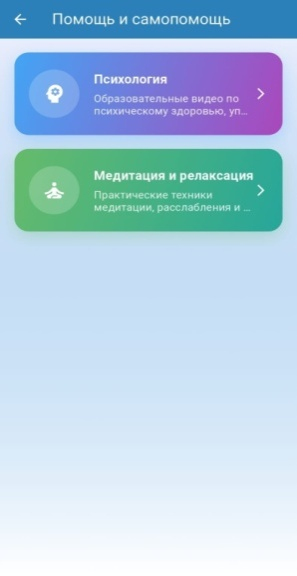 Помощь и самопомощь
Психология
Образовательные видео по
психическому здоровью, уп...
Медитация и релаксация
Практические техники
медитации, расслабления и ...